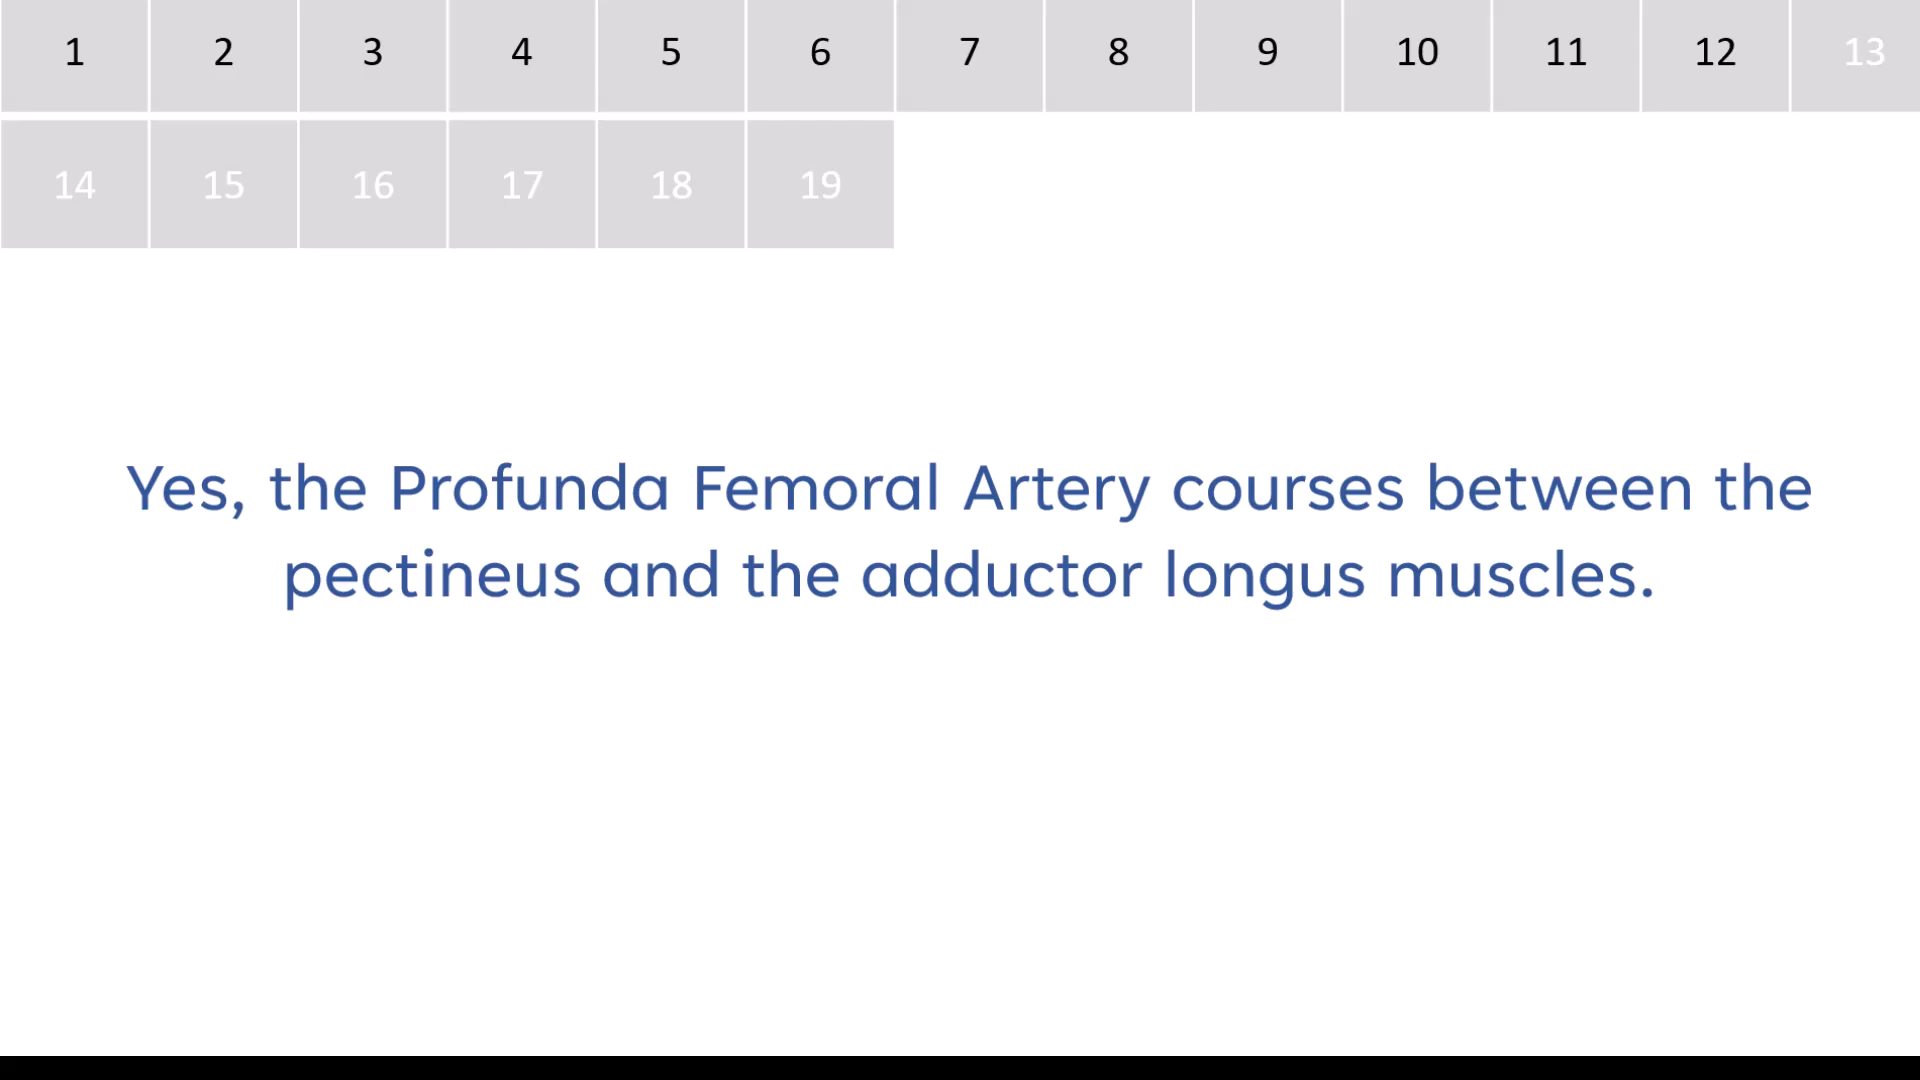 1 2 3 4 5 6 7 8 9 10 11 12 13
14 15 16 17 18 19
Yes, the Profunda Femoral Artery courses between the
pectineus and the adductor longus muscles.